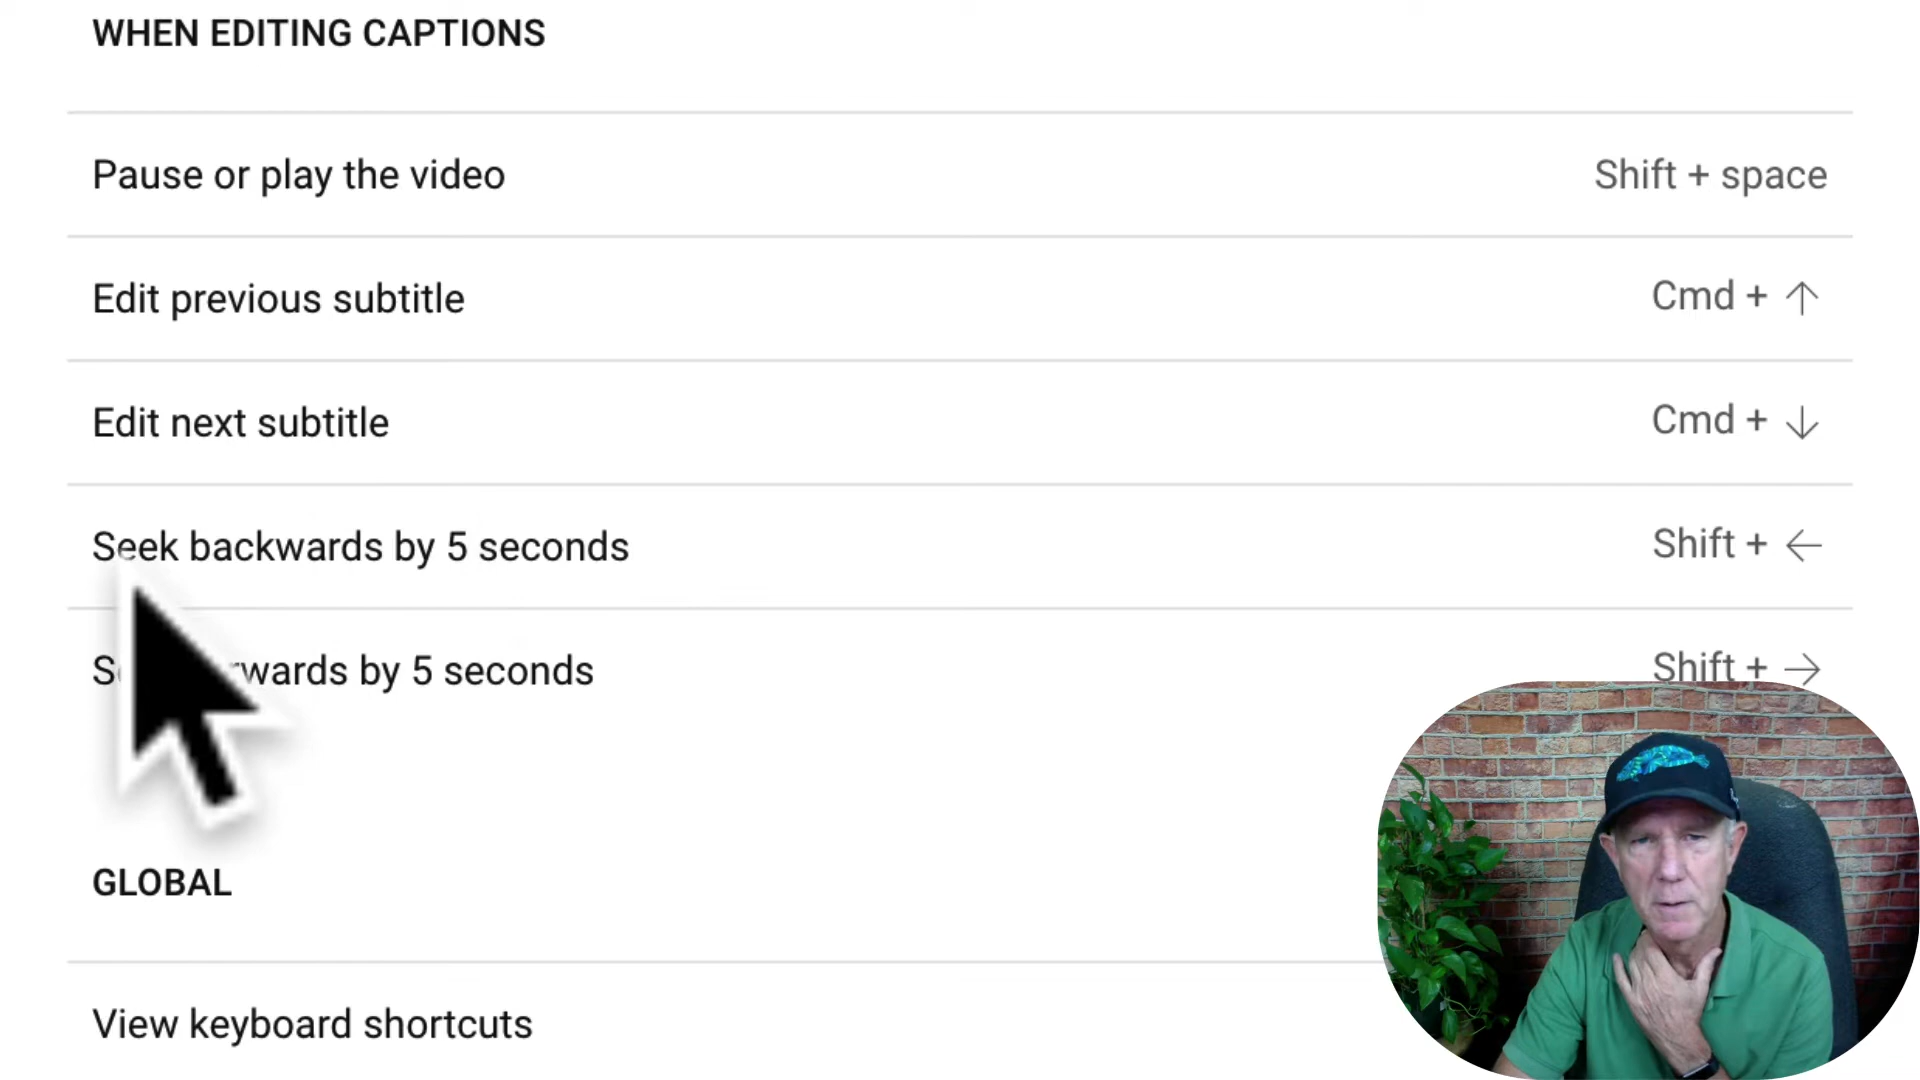 WHEN EDITING CAPTIONS
Pause or play the video Shift + space
Edit previous subtitle Cmd + ↑
Edit next subtitle Cmd + ↓
Seek backwards by 5 seconds Shift + ←
wards by 5 seconds Shift + →
GLOBAL
View keyboard shortcuts